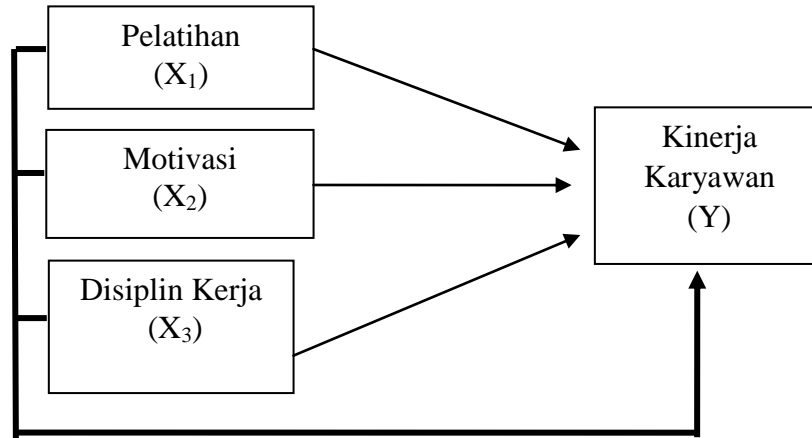 Pelatihan
(X₁)
Motivasi
(X₂)
Disiplin Kerja
(X₃)
Kinerja
Karyawan
(Y)